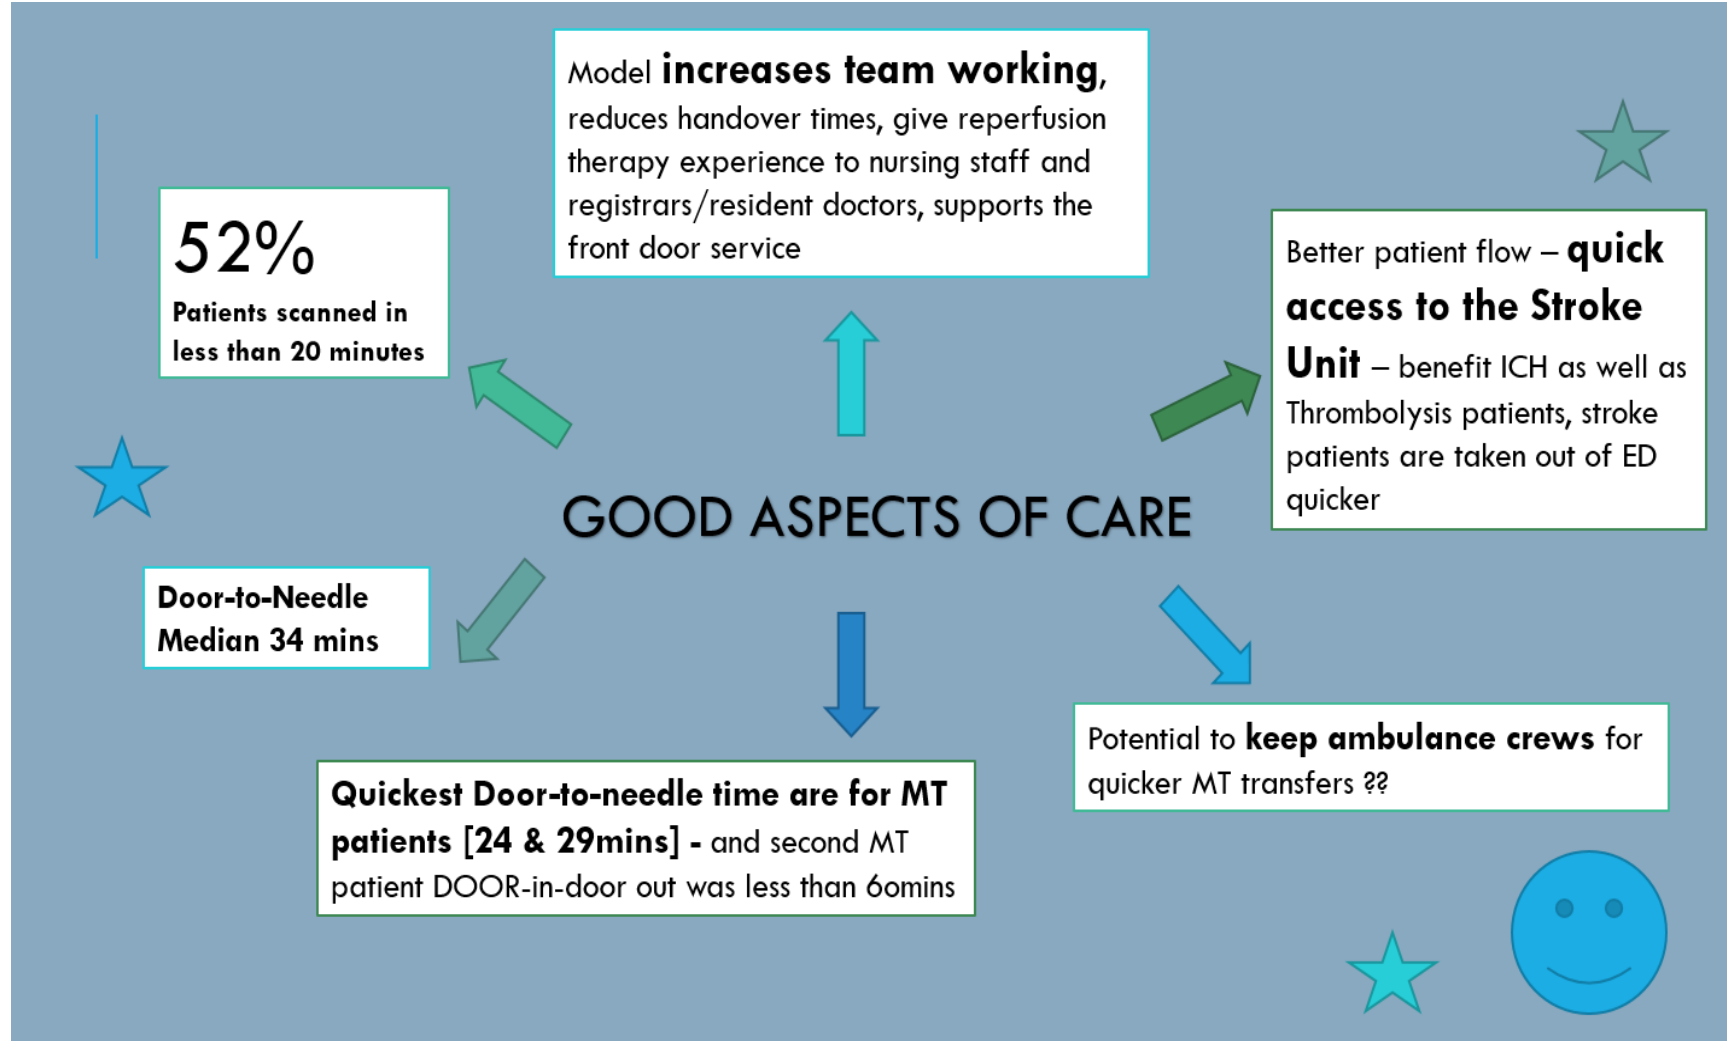 Model increases team working,
reduces handover times, give reperfusion
therapy experience to nursing staff and
registrars/resident doctors, supports the
front door service
52%
Patients scanned in
less than 20 minutes
Better patient flow – quick
access to the Stroke
Unit – benefit ICH as well as
Thrombolysis patients, stroke
patients are taken out of ED
quicker
GOOD ASPECTS OF CARE
Door-to-Needle
Median 34 mins
Quickest Door-to-needle time are for MT
patients [24 & 29mins] - and second MT
patient DOOR-in-door out was less than 6omins
Potential to keep ambulance crews for
quicker MT transfers ??